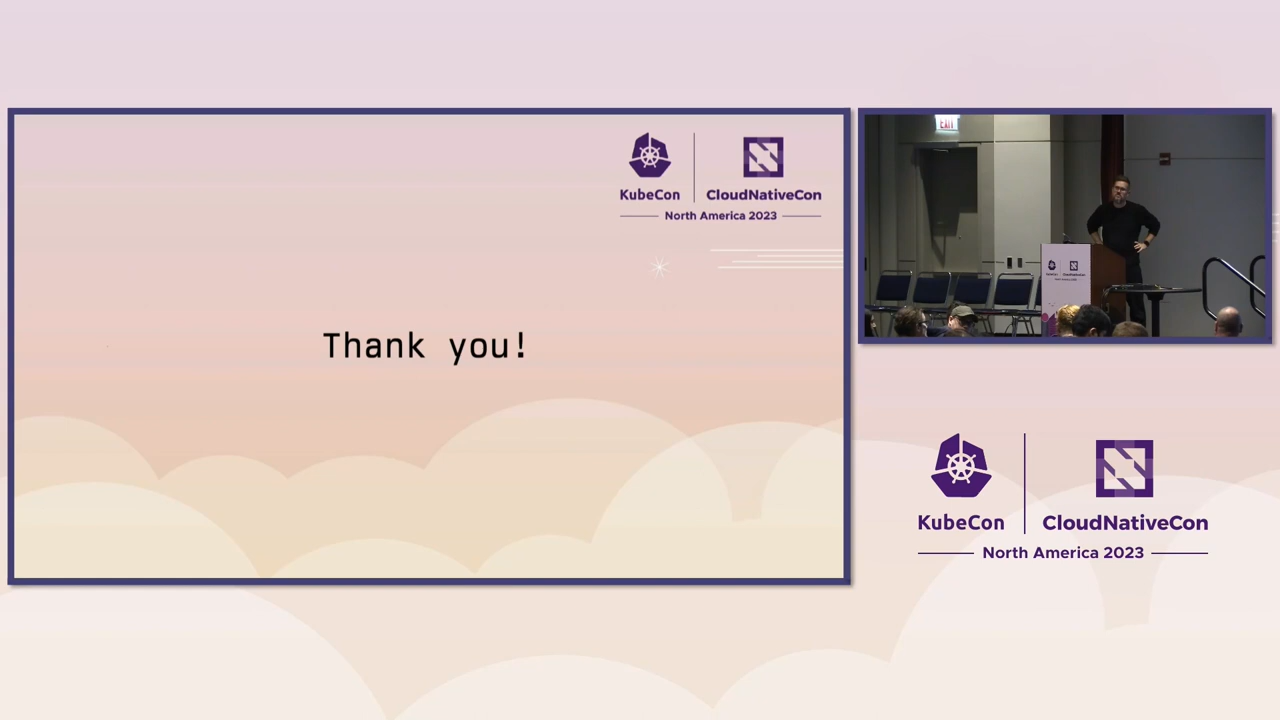 KubeCon
CloudNativeCon
North America 2023
Thank you!
EXIT
KubeCon
CloudNativeCon
North America 2023